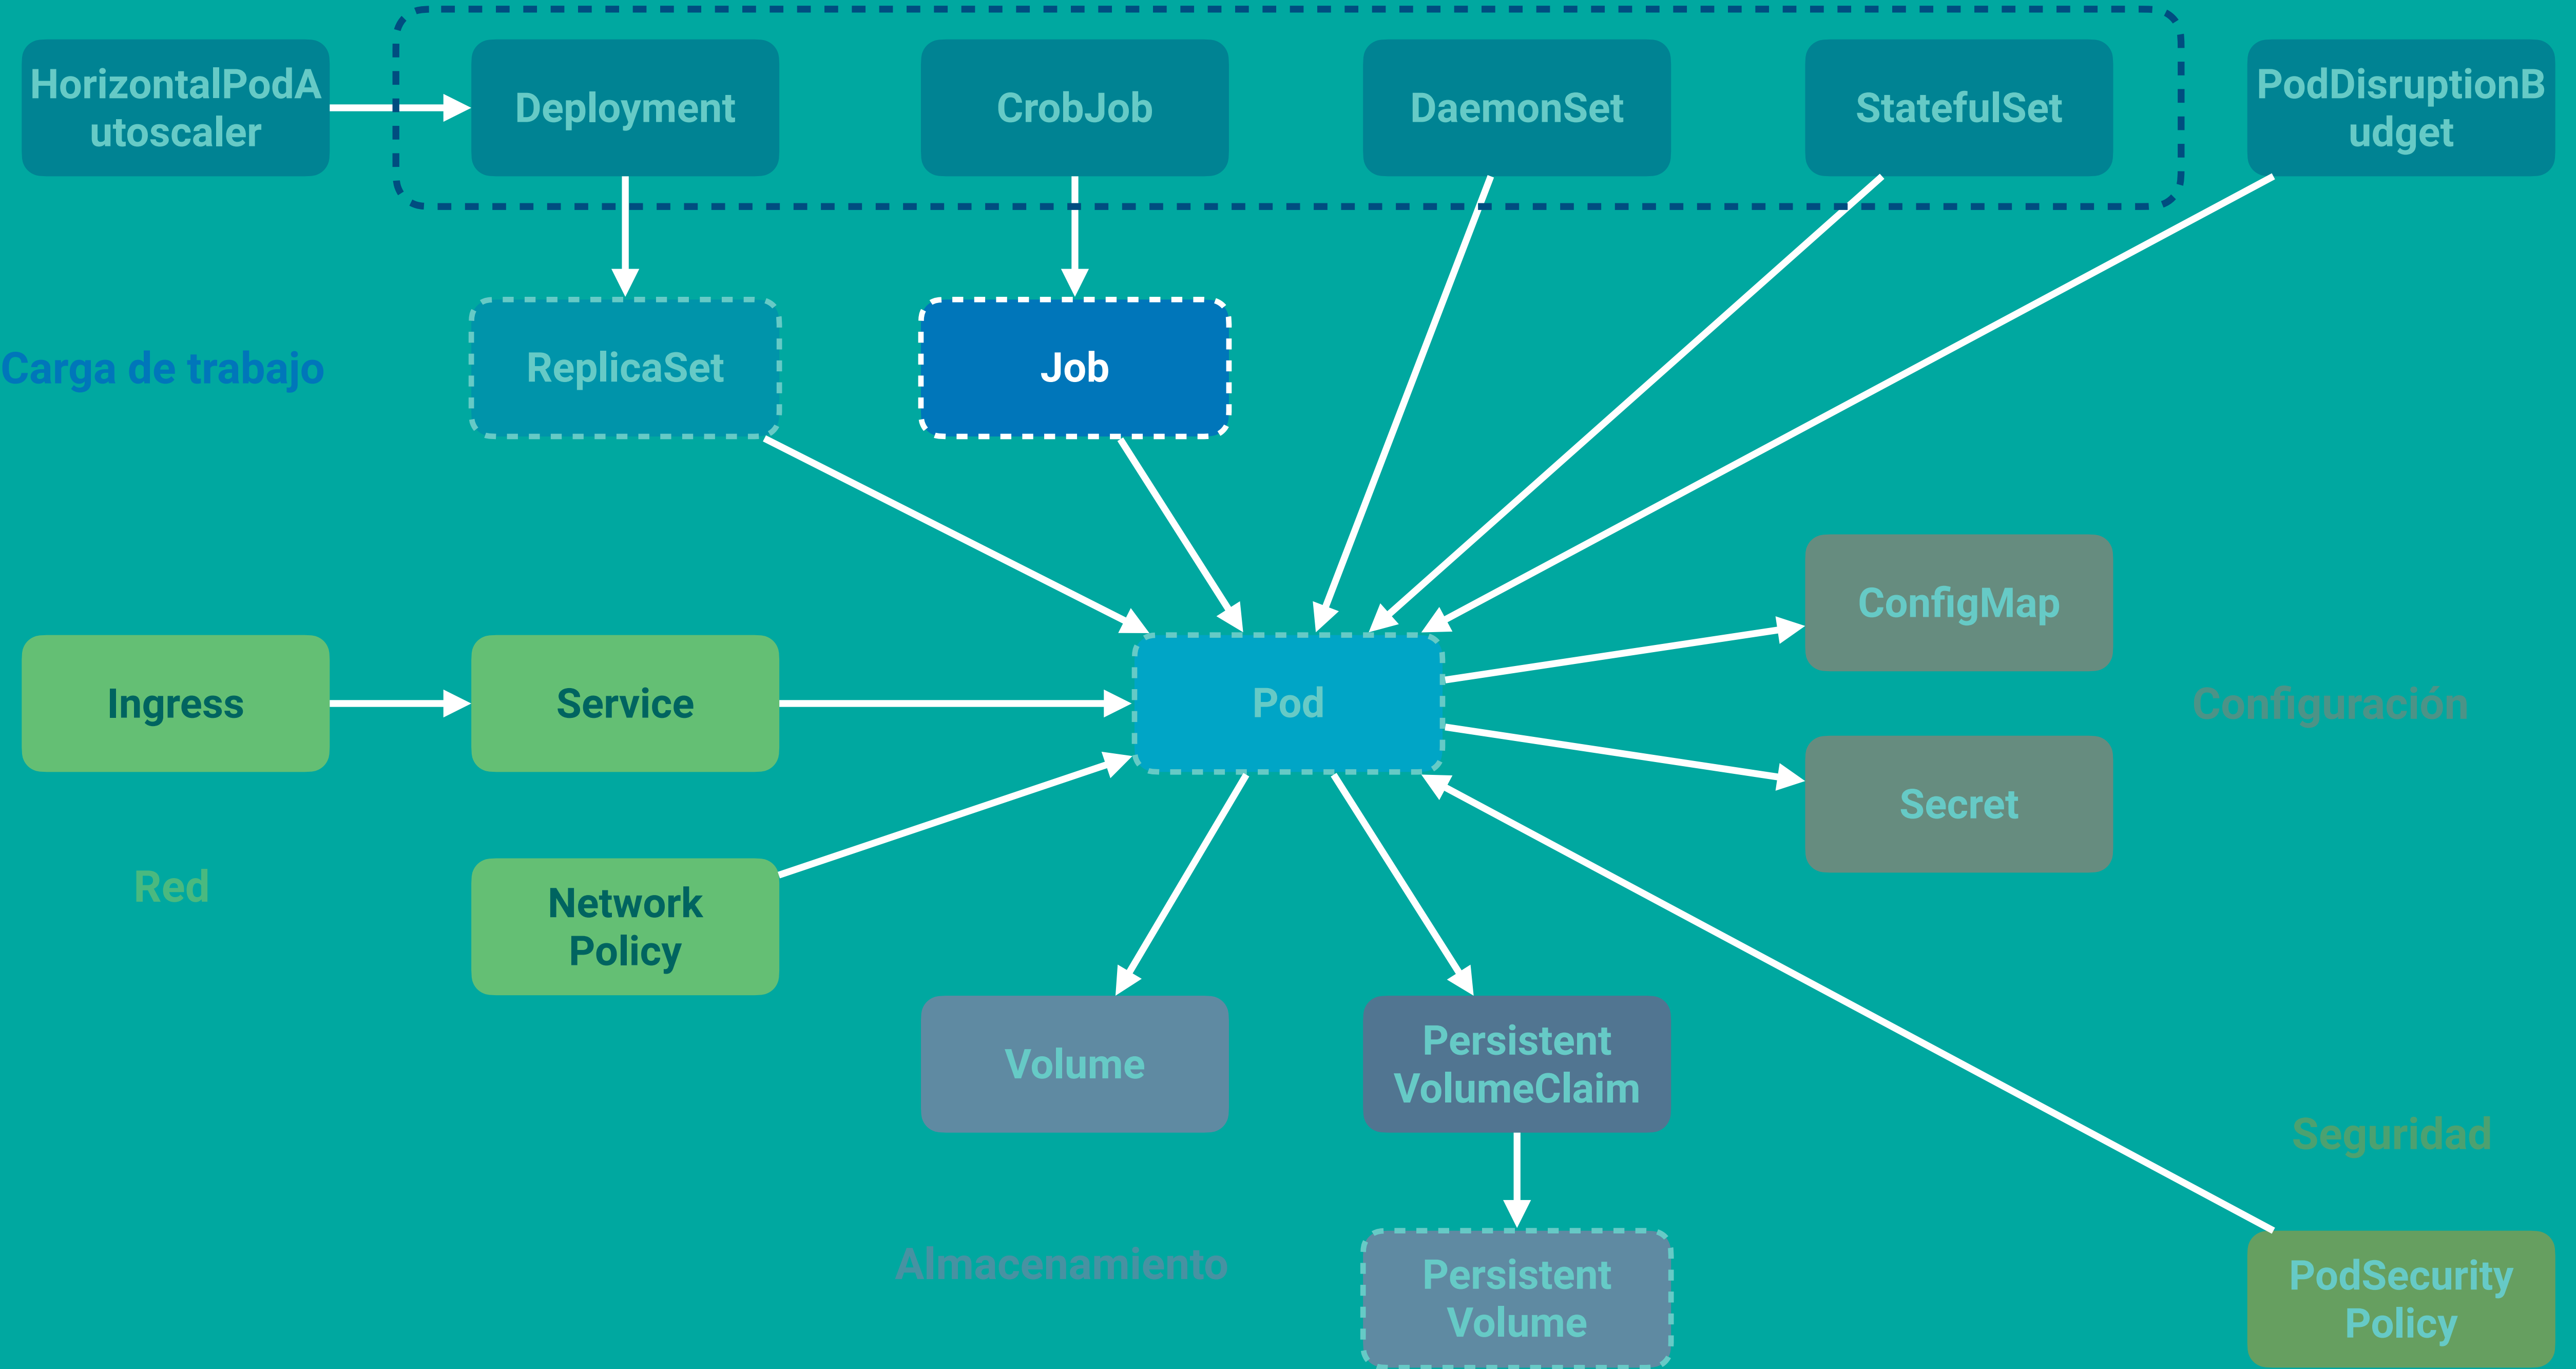 HorizontalPodA
utoscaler
Deployment
CrobJob
DaemonSet
StatefulSet
PodDisruptionB
udget
Carga de trabajo
ReplicaSet
Job
ConfigMap
Ingress
Service
Pod
Configuración
Secret
Red
Network
Policy
Volume
Persistent
VolumeClaim
Seguridad
Almacenamiento
Persistent
Volume
PodSecurity
Policy